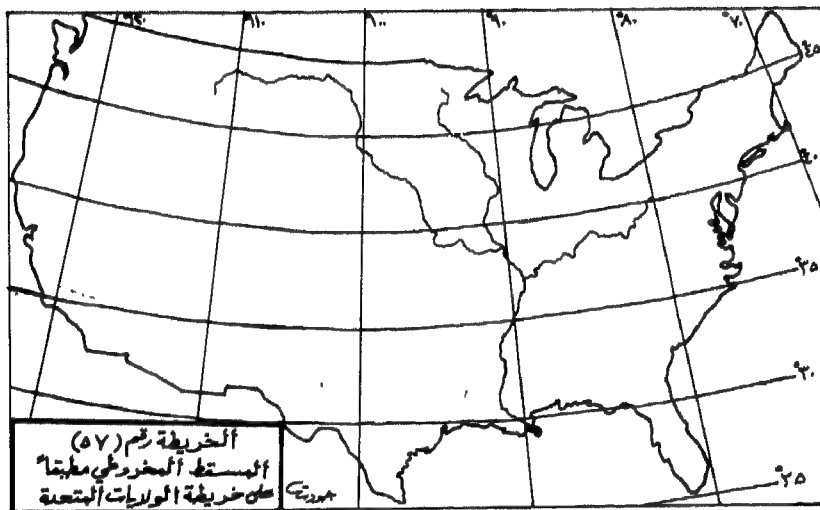 °١٢٠ °١١٠ °١٠٠ °٩٠ °٨٠ °٧٠
°٤٥
°٤٠
°٣٥
°٣٠
°٢٥
الخريطة رقم (٥٧)
المسقط المخروطي مطبقاً
على خريطة الولايات المتحدة